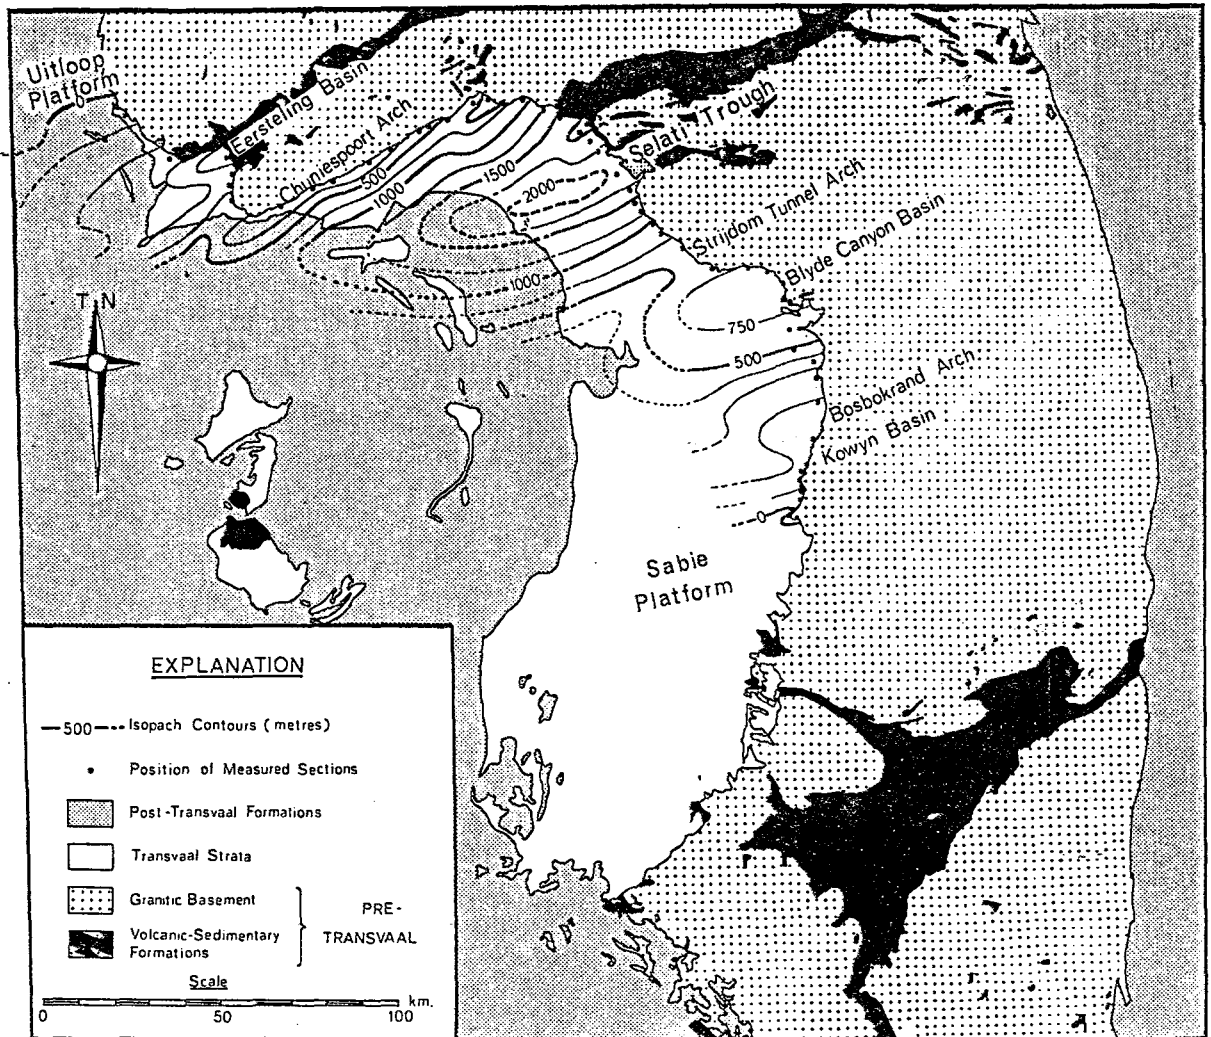 Uitloop
Platform
0
Eersteling Basin
Chuniespoort Arch
500
1000
1500
2000
Selati Trough
Strijdom Tunnel Arch
Blyde Canyon Basin
1000
750
500
Bosbokrand Arch
Kowyn Basin
0
T N
Sabie
Platform
EXPLANATION
500 Isopach Contours (metres)
Position of Measured Sections
Post-Transvaal Formations
Transvaal Strata
Granitic Basement
Volcanic-Sedimentary
Formations
PRE-
TRANSVAAL
Scale
0 50 100 km.